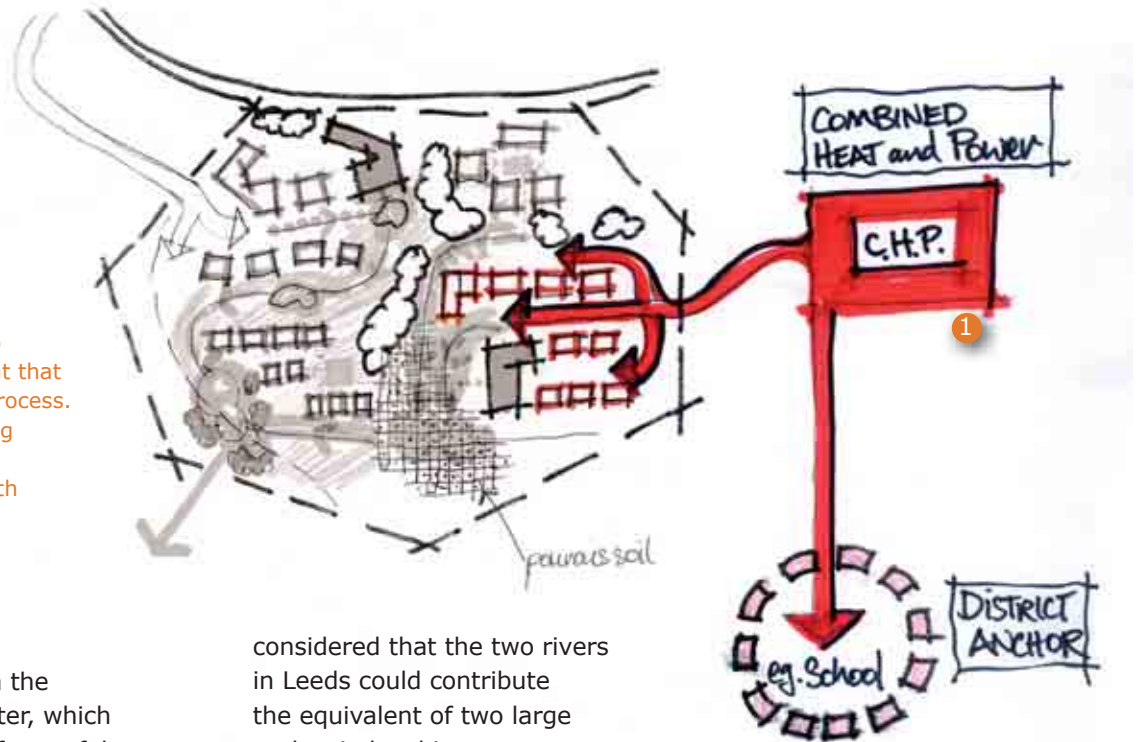 COMBINED
HEAT and Power
C.H.P.
1
t that
rocess.
g
th
pourous soil
DISTRICT
ANCHOR
eg. School
the
ter, which
considered that the two rivers
in Leeds could contribute
the equivalent of two large